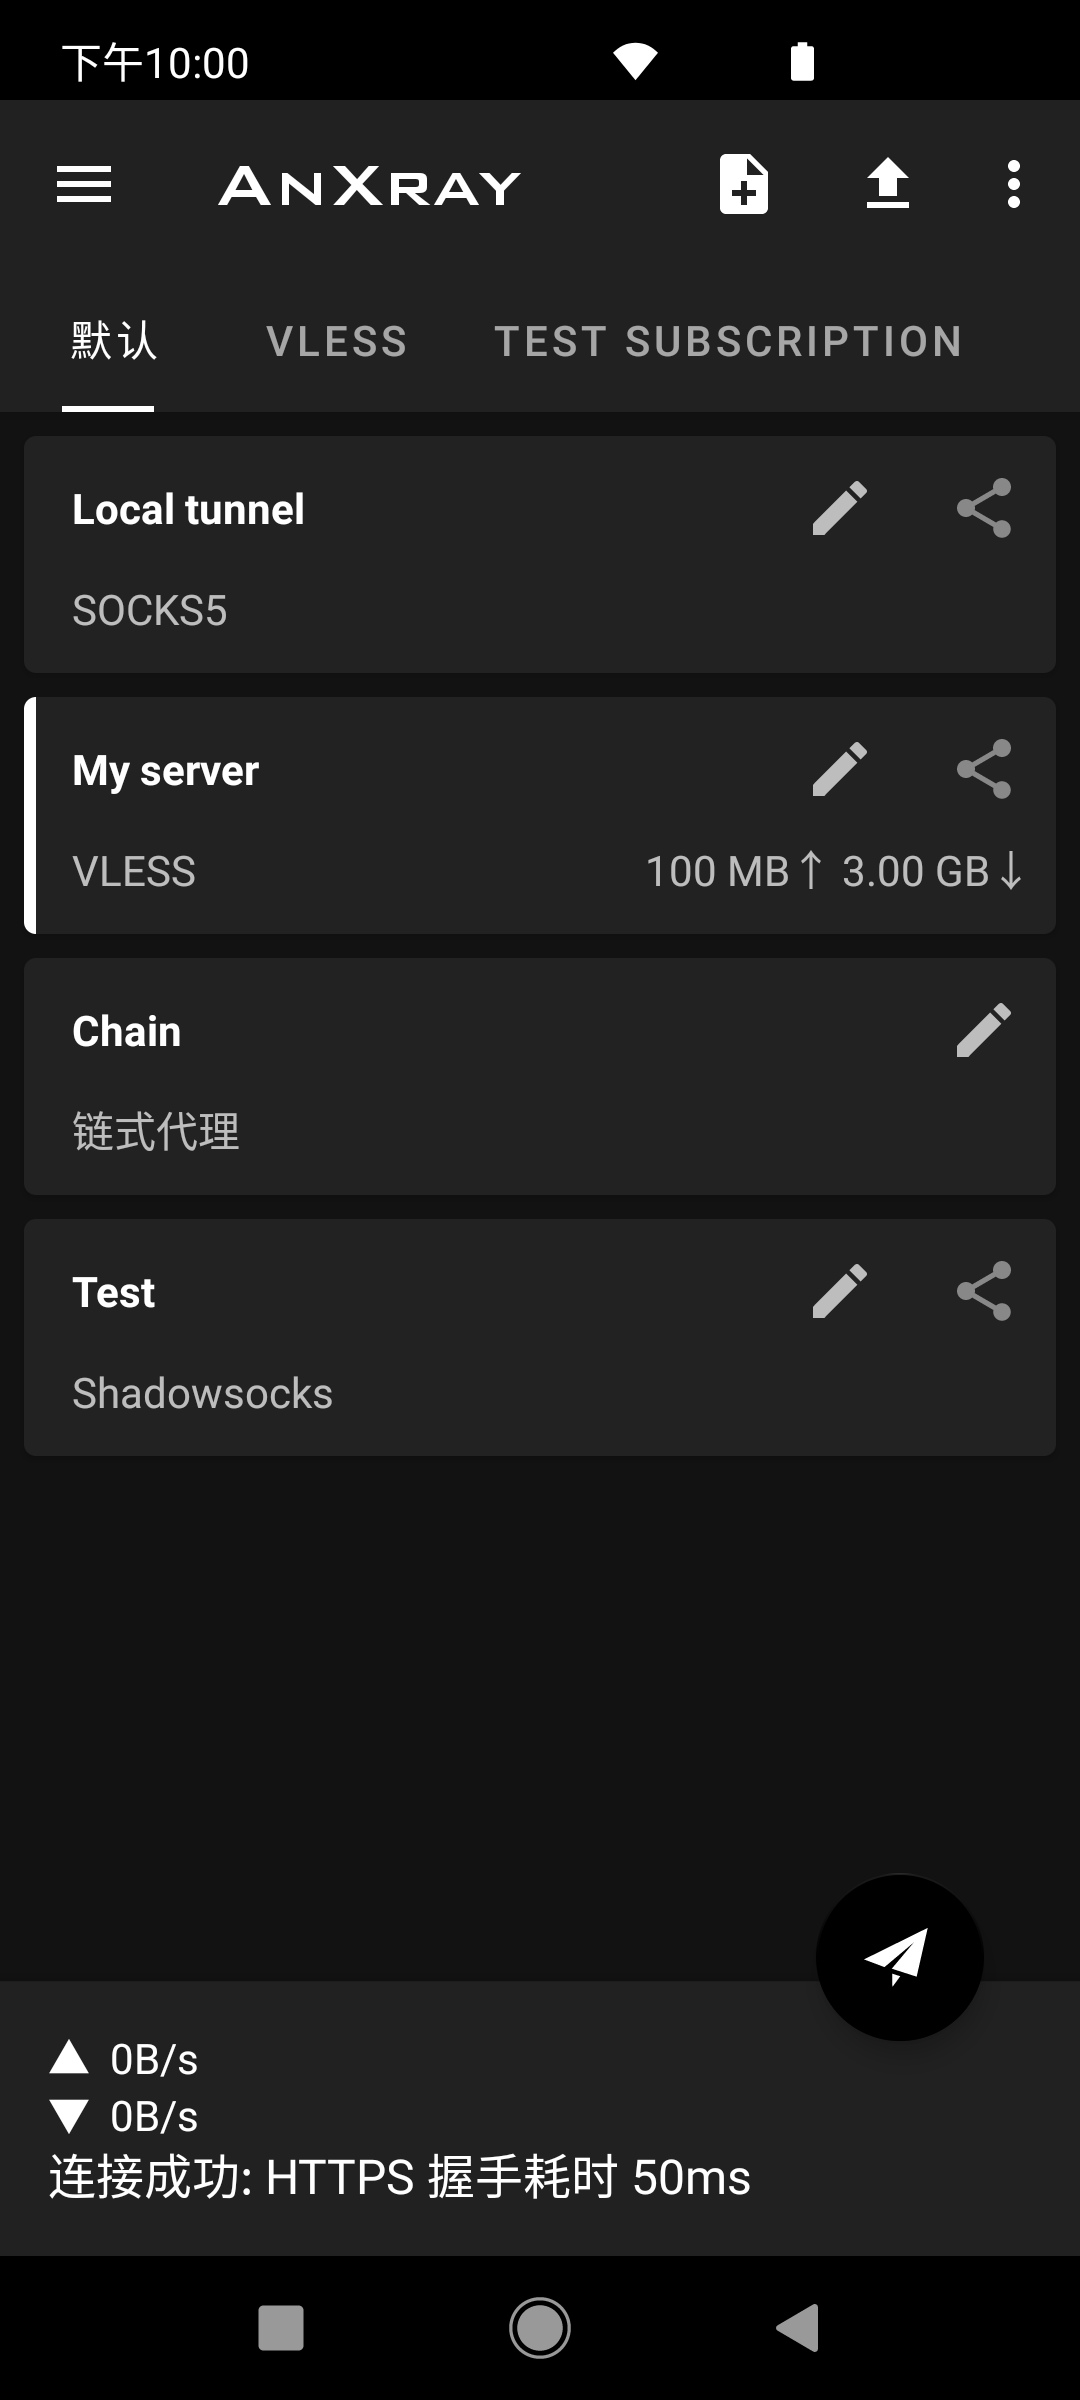 下午10:00
ANXRAY
默认 VLESS TEST SUBSCRIPTION
Local tunnel
SOCKS5
My server
VLESS 100 MB↑ 3.00 GB↓
Chain
链式代理
Test
Shadowsocks
▲ 0B/s
▼ 0B/s
连接成功: HTTPS 握手耗时 50ms